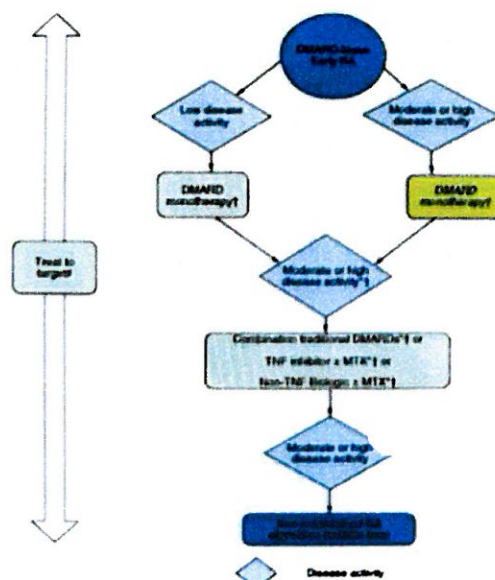 DMARD-Naive
Early RA
Low disease
activity
Moderate or high
disease activity
DMARD
monotherapy†
DMARD
monotherapy†
Treat to
target
Moderate or high
disease activity*†
Combination traditional DMARDs*† or
TNF inhibitor ± MTX*† or
Non-TNF Biologic ± MTX*†
Moderate or high
disease activity
Disease activity